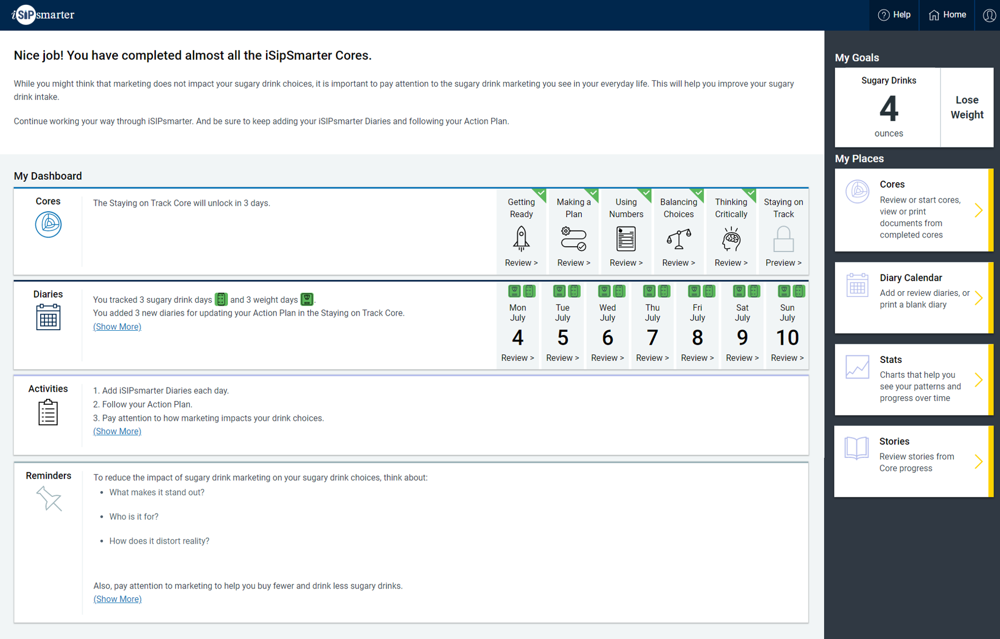 iSIPsmarter
Help
Home
Nice job! You have completed almost all the iSipSmarter Cores.
While you might think that marketing does not impact your sugary drink choices, it is important to pay attention to the sugary drink marketing you see in your everyday life. This will help you improve your sugary
drink intake.
Continue working your way through iSIPsmarter. And be sure to keep adding your iSIPsmarter Diaries and following your Action Plan.
My Dashboard
Cores
The Staying on Track Core will unlock in 3 days.
Getting
Ready
Review >
Making a
Plan
Review >
Using
Numbers
Review >
Balancing
Choices
Review >
Thinking
Critically
Review >
Staying on
Track
Preview >
Diaries
You tracked 3 sugary drink days and 3 weight days .
You added 3 new diaries for updating your Action Plan in the Staying on Track Core.
(Show More)
Mon
July
4
Review >
Tue
July
5
Review >
Wed
July
6
Review >
Thu
July
7
Review >
Fri
July
8
Review >
Sat
July
9
Review >
Sun
July
10
Review >
Activities
1. Add iSIPsmarter Diaries each day.
2. Follow your Action Plan.
3. Pay attention to how marketing impacts your drink choices.
(Show More)
Reminders
To reduce the impact of sugary drink marketing on your sugary drink choices, think about:
• What makes it stand out?
• Who is it for?
• How does it distort reality?
Also, pay attention to marketing to help you buy fewer and drink less sugary drinks.
(Show More)
My Goals
Sugary Drinks
4
ounces
Lose
Weight
My Places
Cores
Review or start cores,
view or print
documents from
completed cores
Diary Calendar
Add or review diaries, or
print a blank diary
Stats
Charts that help you
see your patterns and
progress over time
Stories
Review stories from
Core progress